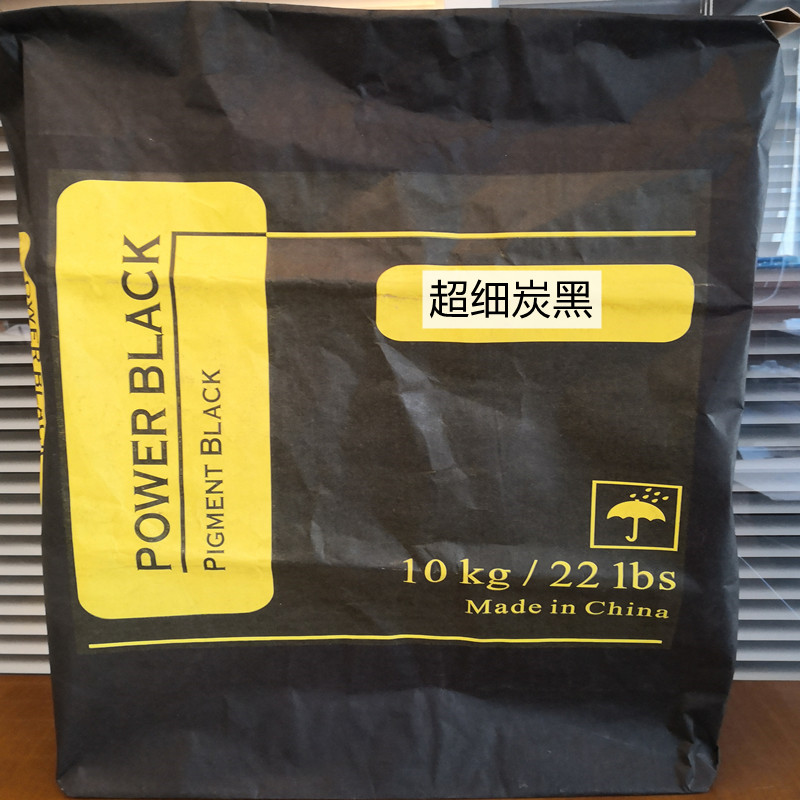 POWER BLACK
PIGMENT BLACK
超细炭黑
10 kg / 22 lbs
Made in China